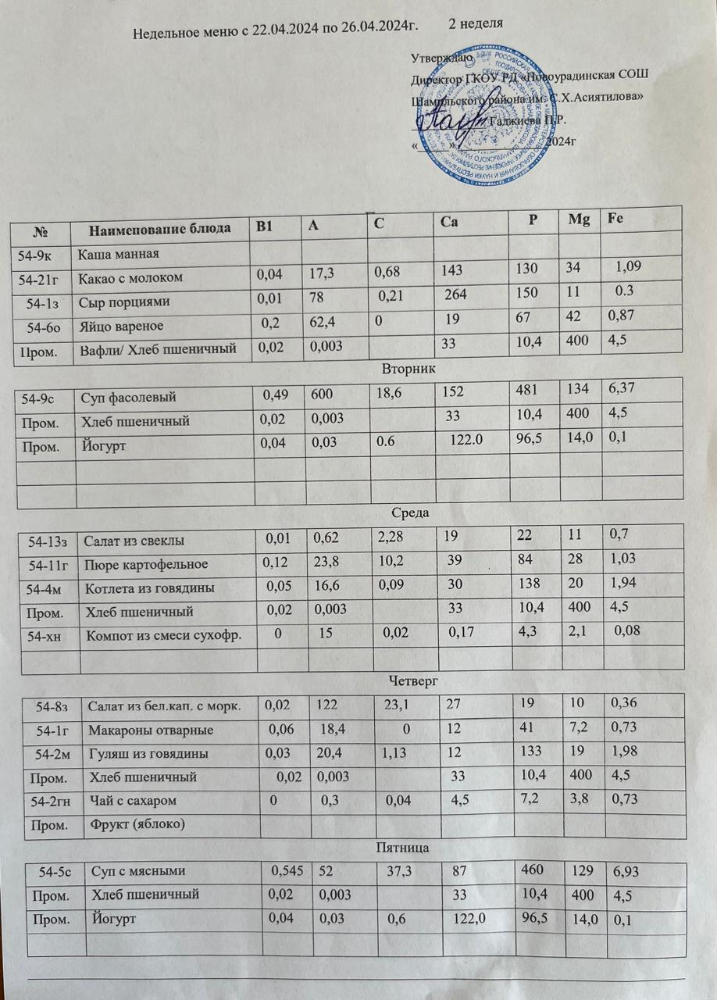 Недельное меню с 22.04.2024 по 26.04.2024г. 2 неделя
Утверждаю
Директор ГКОУ РД «Новоурадинская СОШ
Шамильского района им. С.Х.Асиятилова»
Гаджиева П.Р.
«_____»______________2024г
№ Наименование блюда B1 A C Ca P Mg Fe
54-9к Каша манная
54-21г Какао с молоком 0,04 17,3 0,68 143 130 34 1,09
54-1з Сыр порциями 0,01 78 0,21 264 150 11 0.3
54-6о Яйцо вареное 0,2 62,4 0 19 67 42 0,87
Пром. Вафли/ Хлеб пшеничный 0,02 0,003 33 10,4 400 4,5
Вторник
54-9с Суп фасолевый 0,49 600 18,6 152 481 134 6,37
Пром. Хлеб пшеничный 0,02 0,003 33 10,4 400 4,5
Пром. Йогурт 0,04 0,03 0.6 122.0 96,5 14,0 0,1
Среда
54-13з Салат из свеклы 0,01 0,62 2,28 19 22 11 0,7
54-11г Пюре картофельное 0,12 23,8 10,2 39 84 28 1,03
54-4м Котлета из говядины 0,05 16,6 0,09 30 138 20 1,94
Пром. Хлеб пшеничный 0,02 0,003 33 10,4 400 4,5
54-хн Компот из смеси сухофр. 0 15 0,02 0,17 4,3 2,1 0,08
Четверг
54-8з Салат из бел.кап. с морк. 0,02 122 23,1 27 19 10 0,36
54-1г Макароны отварные 0,06 18,4 0 12 41 7,2 0,73
54-2м Гуляш из говядины 0,03 20,4 1,13 12 133 19 1,98
Пром. Хлеб пшеничный 0,02 0,003 33 10,4 400 4,5
54-2гн Чай с сахаром 0 0,3 0,04 4,5 7,2 3,8 0,73
Пром. Фрукт (яблоко)
Пятница
54-5с Суп с мясными 0,545 52 37,3 87 460 129 6,93
Пром. Хлеб пшеничный 0,02 0,003 33 10,4 400 4,5
Пром. Йогурт 0,04 0,03 0,6 122,0 96,5 14,0 0,1